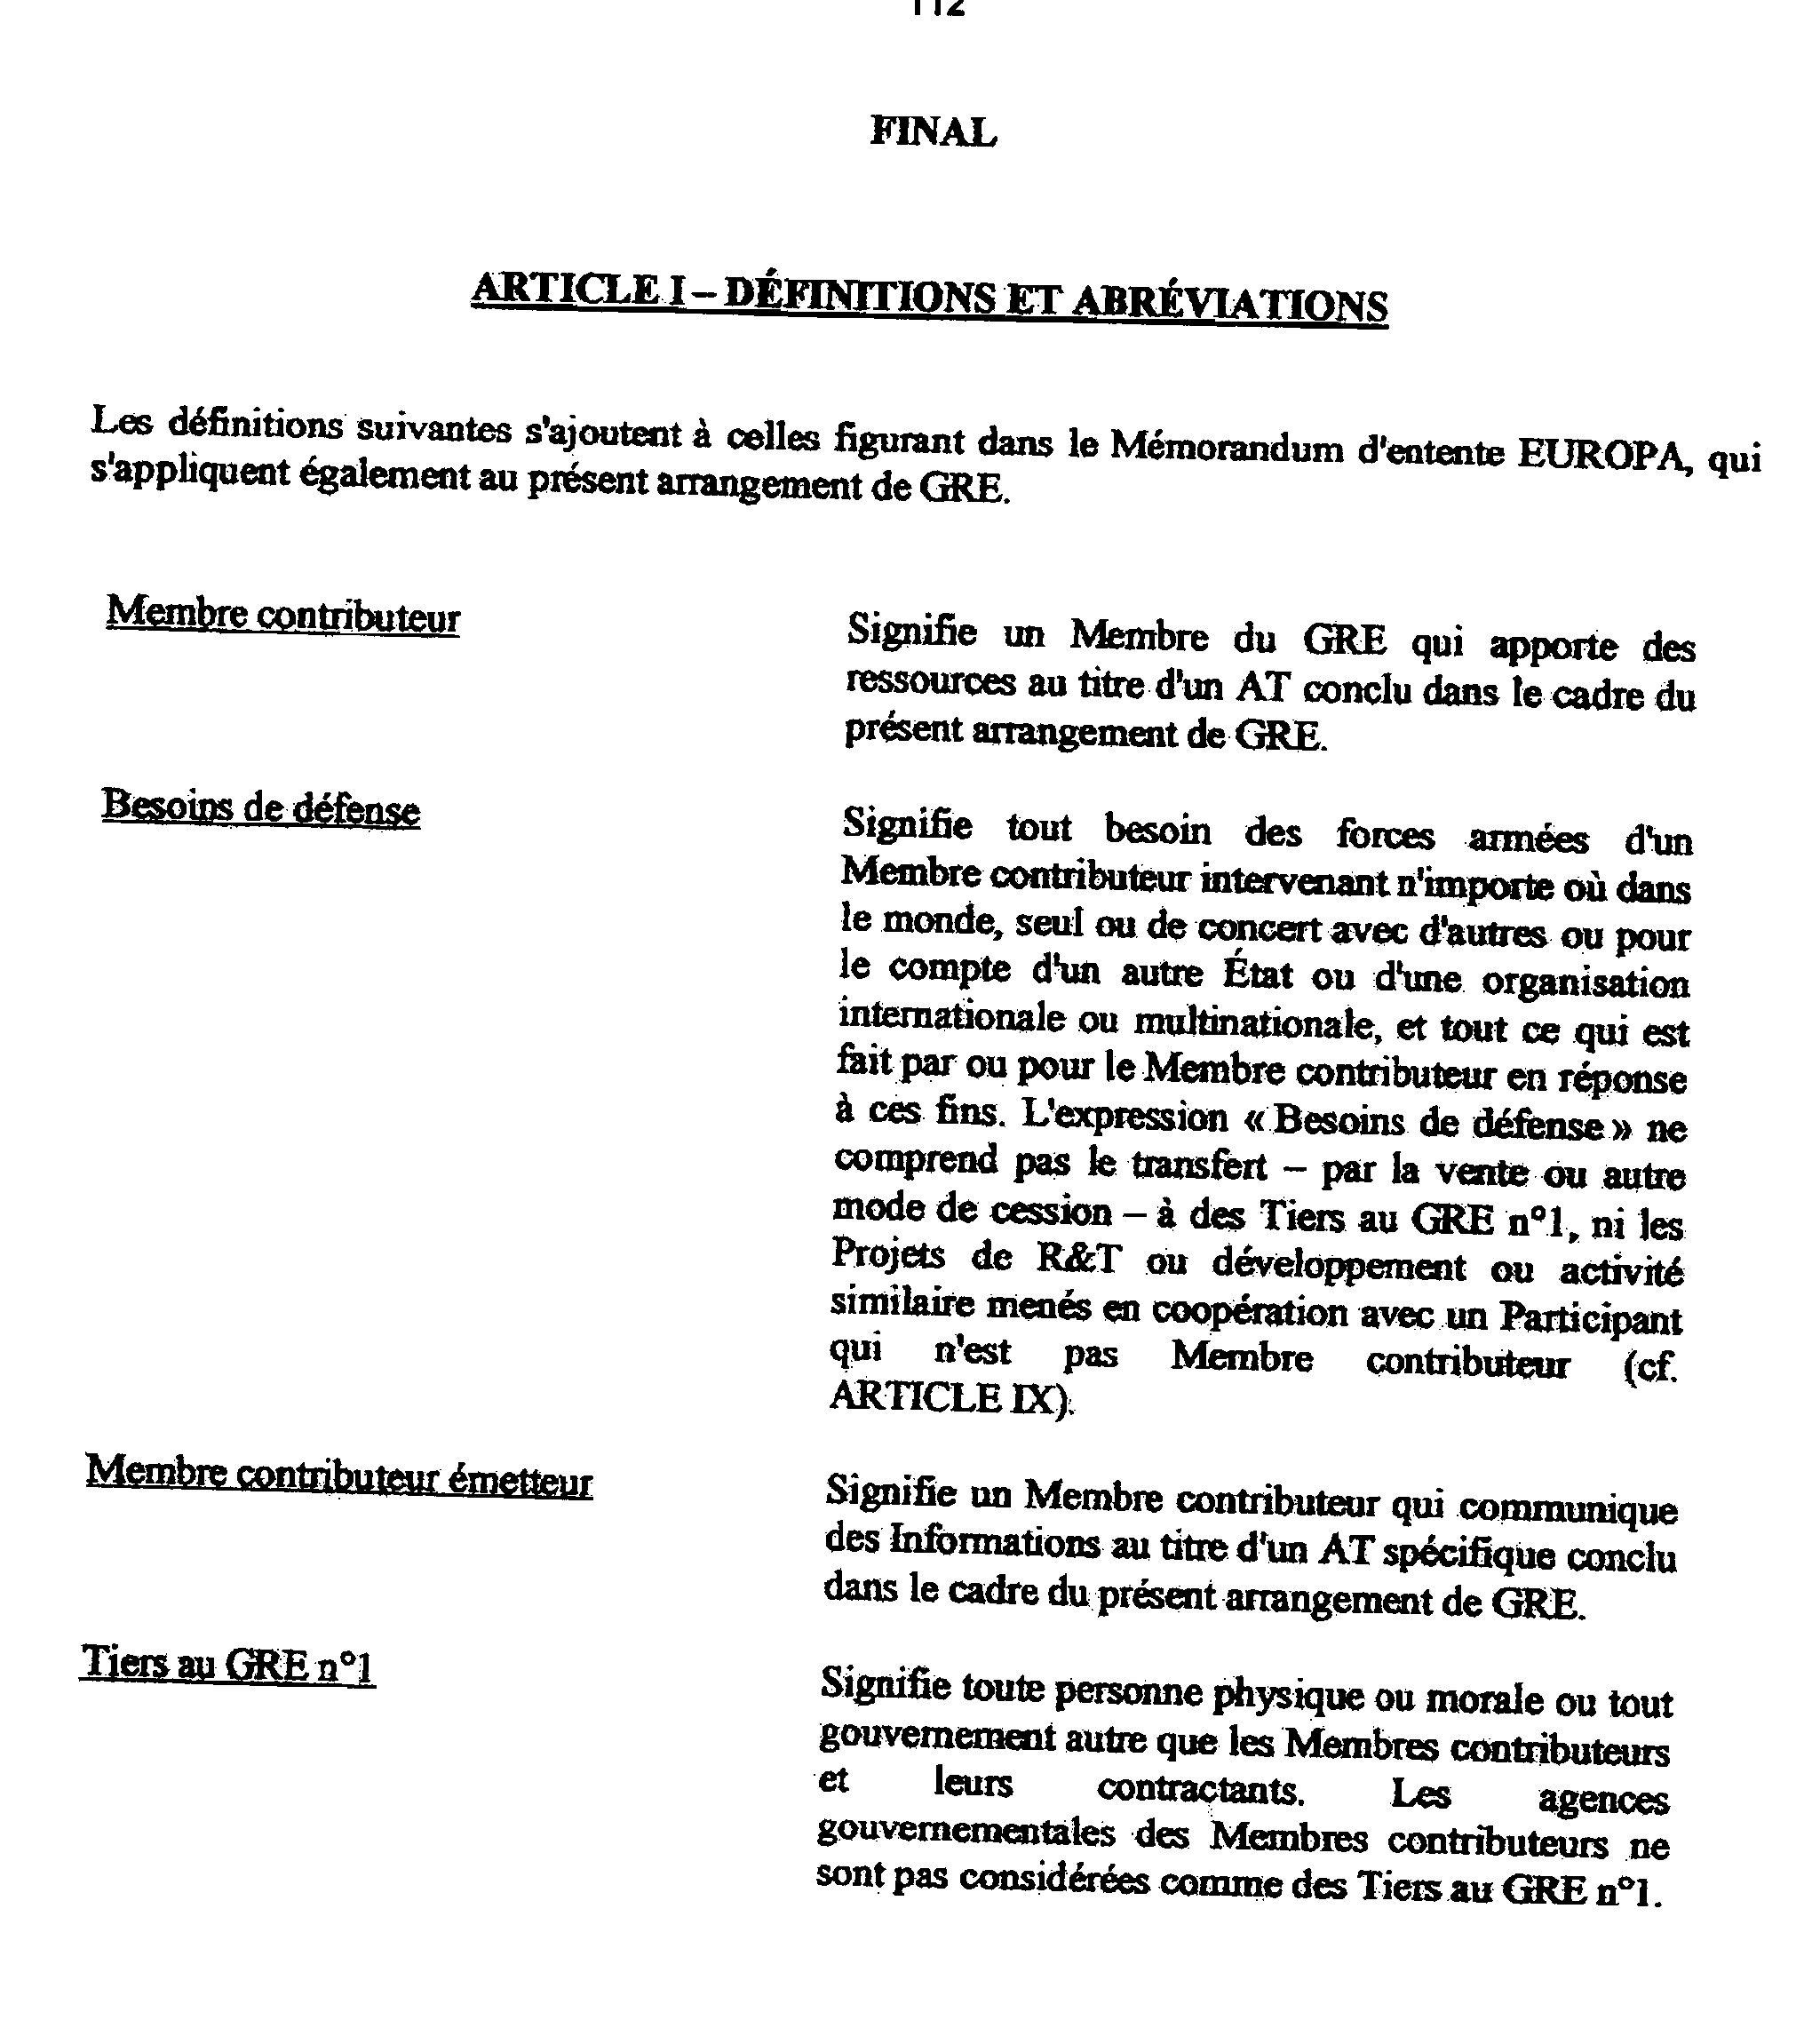 112
FINAL
ARTICLE I – DÉFINITIONS ET ABRÉVIATIONS
Les définitions suivantes s'ajoutent à celles figurant dans le Mémorandum d'entente EUROPA, qui
s'appliquent également au présent arrangement de GRE.
Membre contributeur
Signifie un Membre du GRE qui apporte des
ressources au titre d'un AT conclu dans le cadre du
présent arrangement de GRE.
Besoins de défense
Signifie tout besoin des forces armées d'un
Membre contributeur intervenant n'importe où dans
le monde, seul ou de concert avec d'autres ou pour
le compte d'un autre État ou d'une organisation
internationale ou multinationale, et tout ce qui est
fait par ou pour le Membre contributeur en réponse
à ces fins. L'expression « Besoins de défense » ne
comprend pas le transfert – par la vente ou autre
mode de cession – à des Tiers au GRE n°1, ni les
Projets de R&T ou développement ou activité
similaire menés en coopération avec un Participant
qui n'est pas Membre contributeur (cf.
ARTICLE IX).
Membre contributeur émetteur
Signifie un Membre contributeur qui communique
des Informations au titre d'un AT spécifique conclu
dans le cadre du présent arrangement de GRE.
Tiers au GRE n°1
Signifie toute personne physique ou morale ou tout
gouvernement autre que les Membres contributeurs
et leurs contractants. Les agences
gouvernementales des Membres contributeurs ne
sont pas considérées comme des Tiers au GRE n°1.